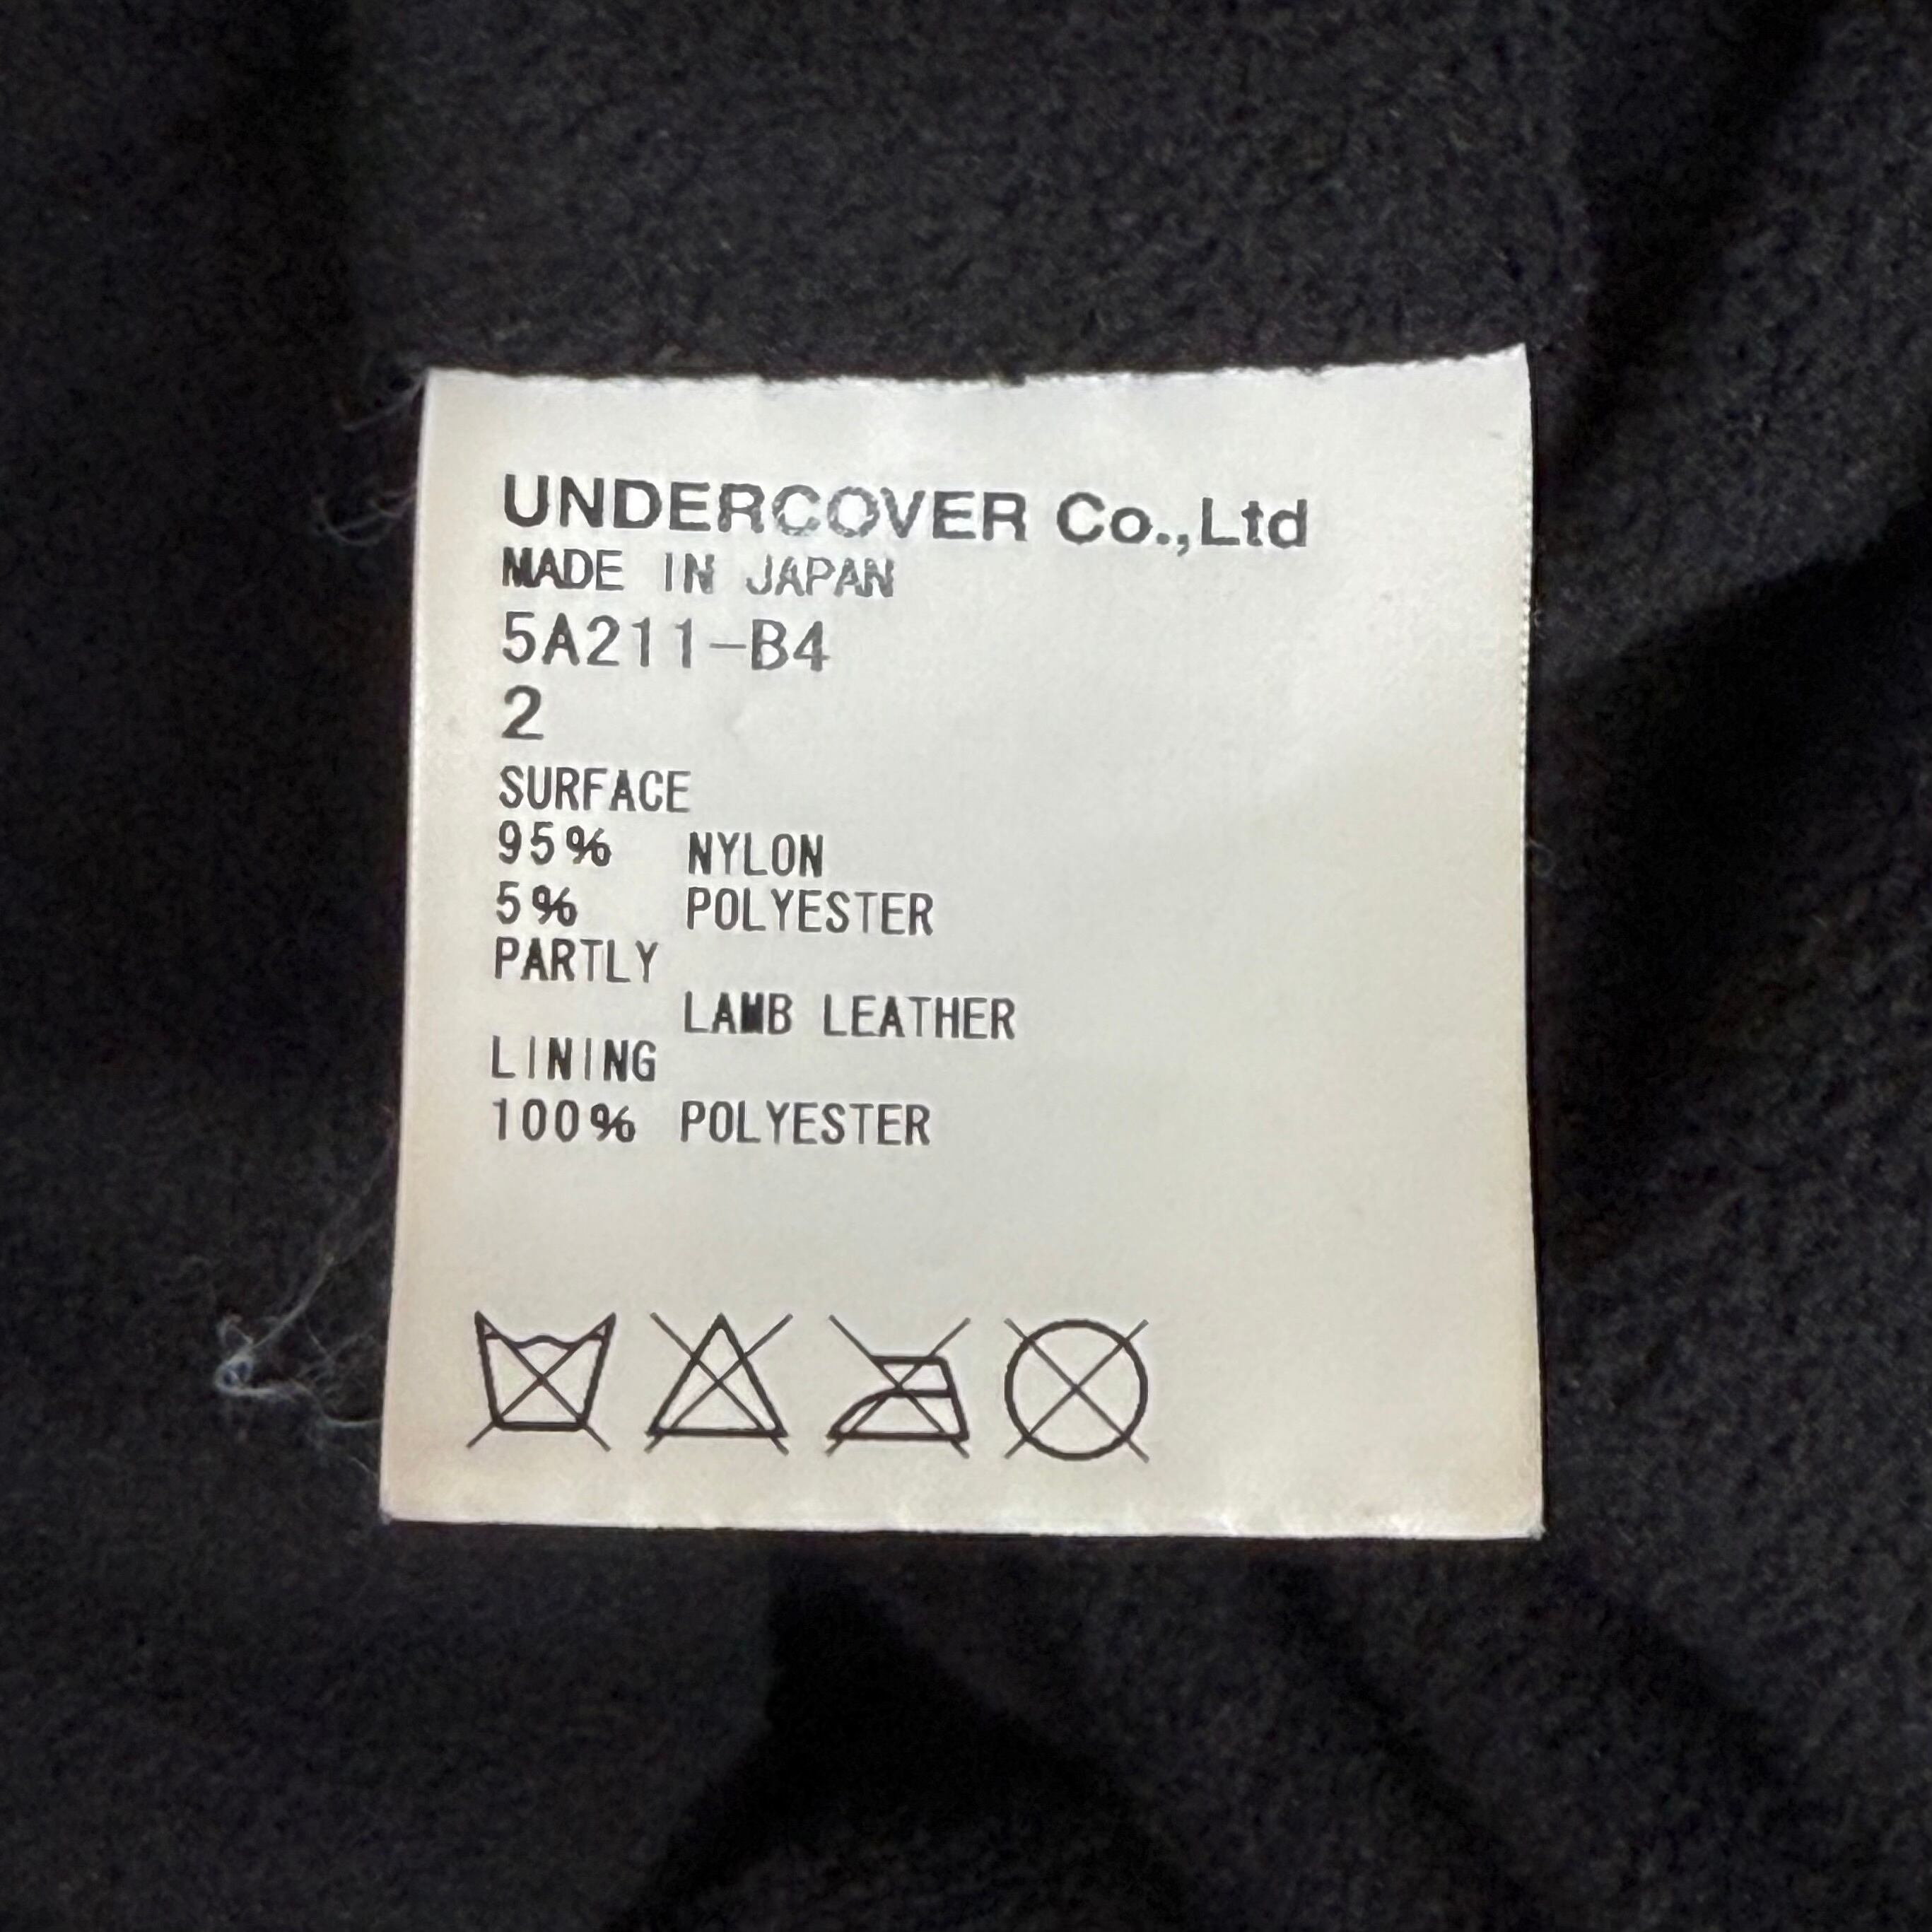 UNDERCOVER Co.,Ltd
MADE IN JAPAN
5A211-B4
2
SURFACE
95% NYLON
5% POLYESTER
PARTLY
LAMB LEATHER
LINING
100% POLYESTER